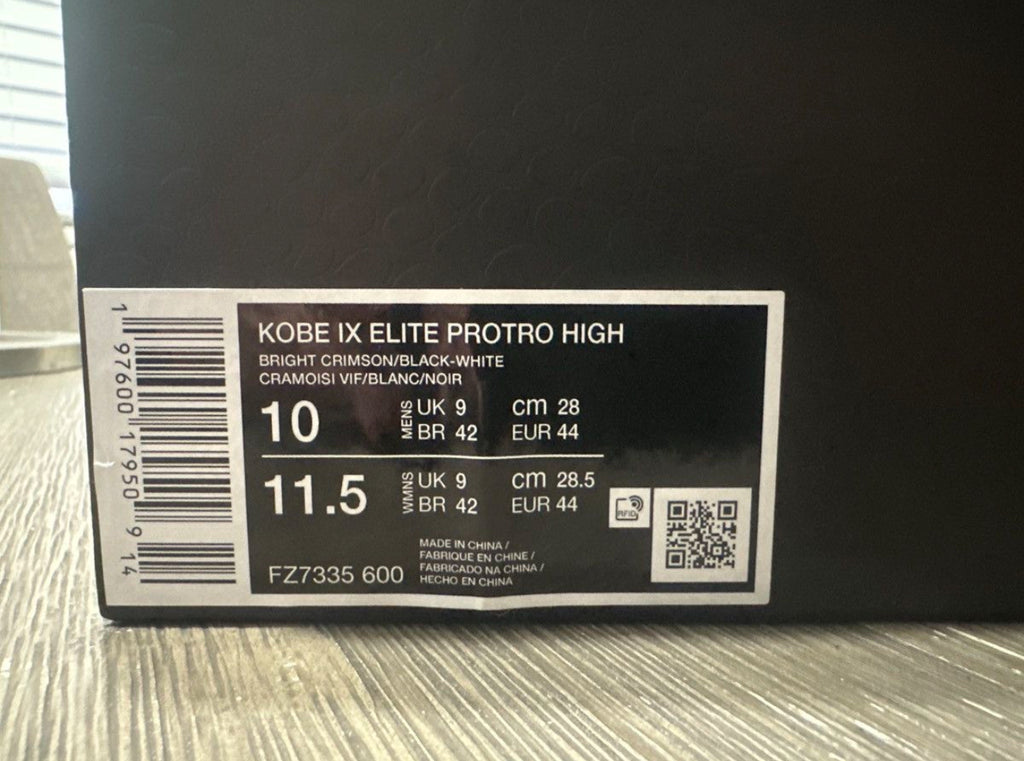 KOBE IX ELITE PROTRO HIGH
BRIGHT CRIMSON/BLACK-WHITE
CRAMOISI VIF/BLANC/NOIR
10 MENS UK 9 cm 28
BR 42 EUR 44
11.5 WMNS UK 9 cm 28.5
BR 42 EUR 44
RFID
MADE IN CHINA /
FABRIQUE EN CHINE /
FABRICADO NA CHINA /
HECHO EN CHINA
FZ7335 600
1 97600 17950 9 14